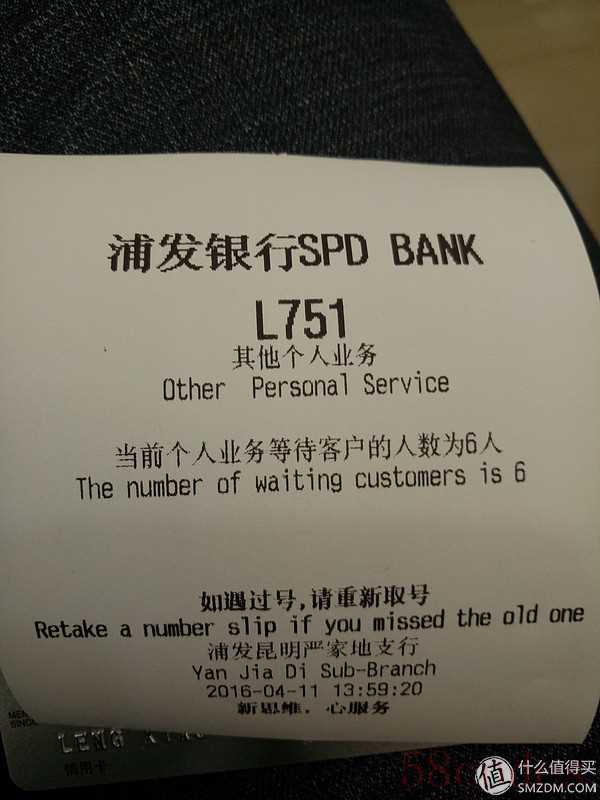 浦发银行SPD BANK
L751
其他个人业务
Other Personal Service
当前个人业务等待客户的人数为6人
The number of waiting customers is 6
如遇过号,请重新取号
Retake a number slip if you missed the old one
浦发昆明严家地支行
Yan Jia Di Sub-Branch
2016-04-11 13:59:20
新思维，心服务
LENG
信用卡
值 什么值得买
SMZDM.COM